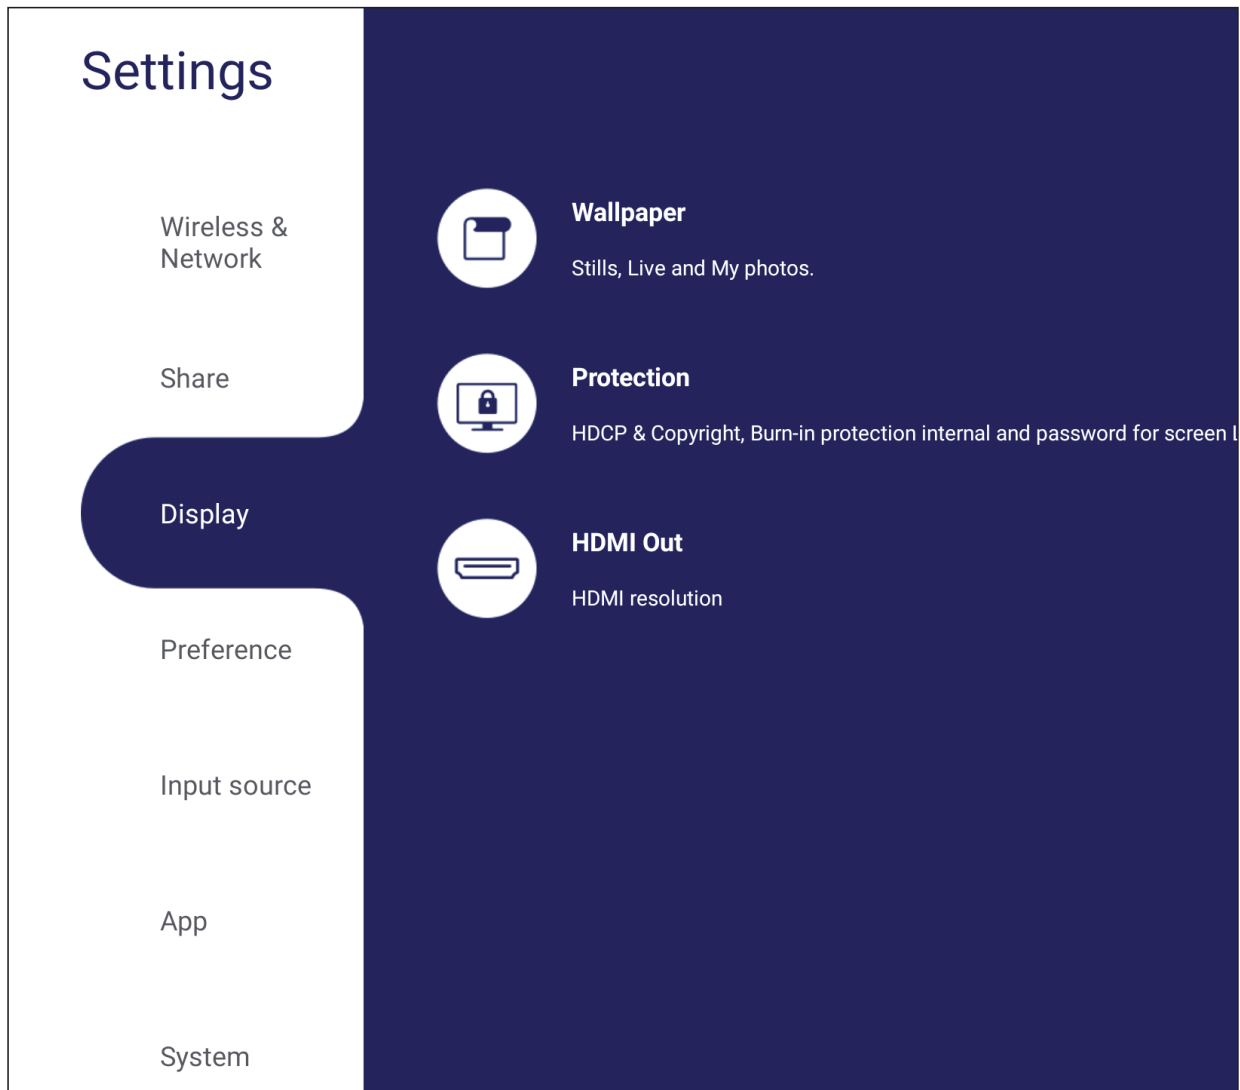 Settings
Wireless &
Network
Share
Display
Preference
Input source
App
System
Wallpaper
Stills, Live and My photos.
Protection
HDCP & Copyright, Burn-in protection internal and password for screen
HDMI Out
HDMI resolution